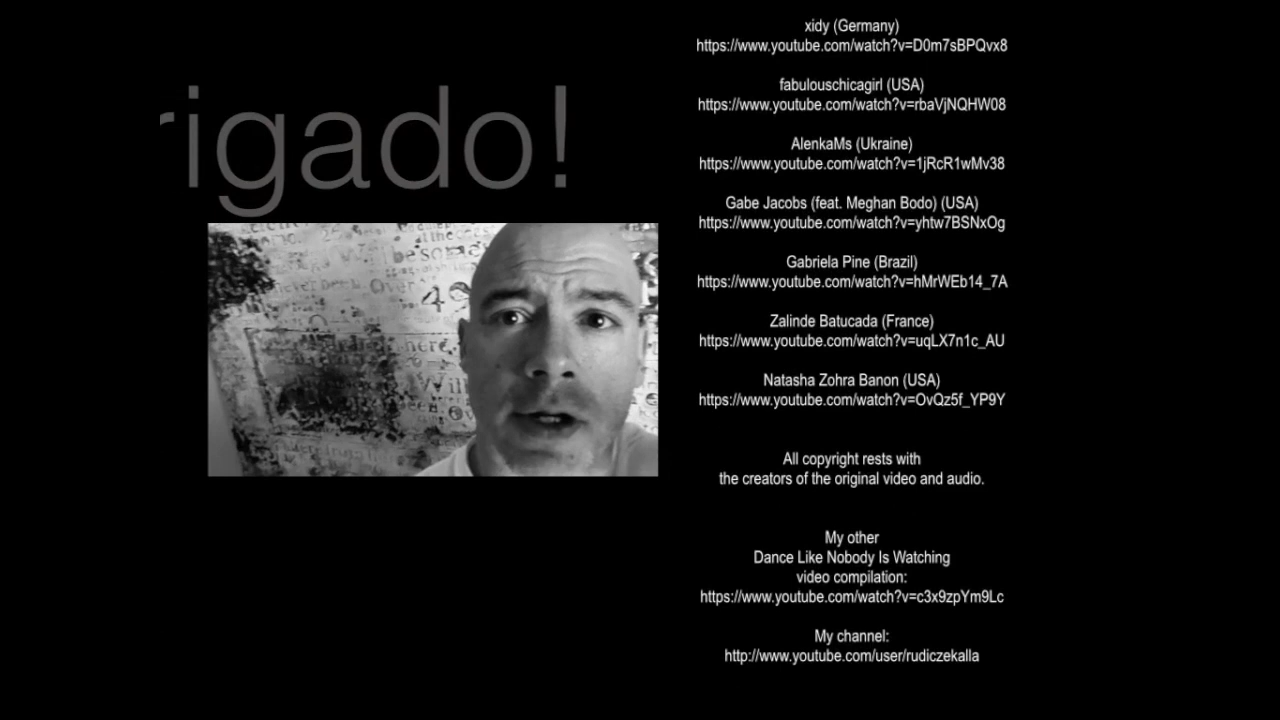 rigado!
xidy (Germany)
https://www.youtube.com/watch?v=D0m7sBPQvx8
fabulouschicagirl (USA)
https://www.youtube.com/watch?v=rbaVjNQHW08
AlenkaMs (Ukraine)
https://www.youtube.com/watch?v=1jRcR1wMv38
Gabe Jacobs (feat. Meghan Bodo) (USA)
https://www.youtube.com/watch?v=yhtw7BSNxOg
Gabriela Pine (Brazil)
https://www.youtube.com/watch?v=hMrWEb14_7A
Zalinde Batucada (France)
https://www.youtube.com/watch?v=uqLX7n1c_AU
Natasha Zohra Banon (USA)
https://www.youtube.com/watch?v=OvQz5f_YP9Y
All copyright rests with
the creators of the original video and audio.
My other
Dance Like Nobody Is Watching
video compilation:
https://www.youtube.com/watch?v=c3x9zpYm9Lc
My channel:
http://www.youtube.com/user/rudiczekalla